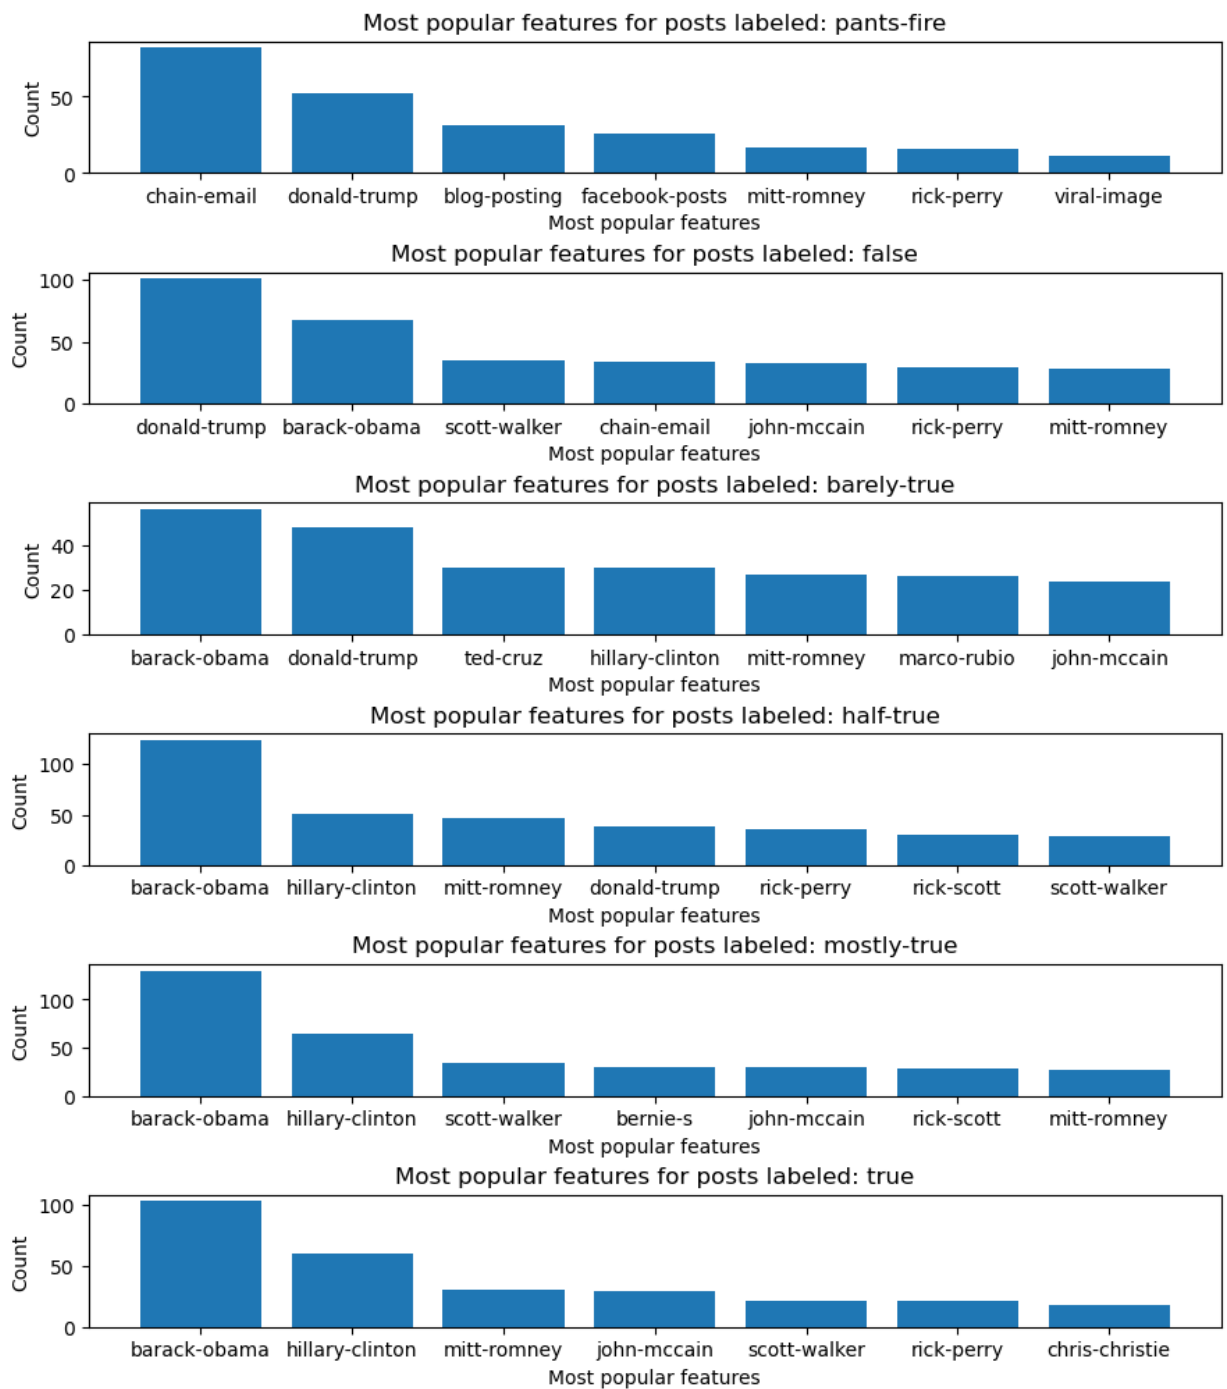 Most popular features for posts labeled: pants-fire
Count
50
0
chain-email donald-trump blog-posting facebook-posts mitt-romney rick-perry viral-image
Most popular features
Most popular features for posts labeled: false
Count
100
50
0
donald-trump barack-obama scott-walker chain-email john-mccain rick-perry mitt-romney
Most popular features
Most popular features for posts labeled: barely-true
Count
40
20
0
barack-obama donald-trump ted-cruz hillary-clinton mitt-romney marco-rubio john-mccain
Most popular features
Most popular features for posts labeled: half-true
Count
100
50
0
barack-obama hillary-clinton mitt-romney donald-trump rick-perry rick-scott scott-walker
Most popular features
Most popular features for posts labeled: mostly-true
Count
100
50
0
barack-obama hillary-clinton scott-walker bernie-s john-mccain rick-scott mitt-romney
Most popular features
Most popular features for posts labeled: true
Count
100
50
0
barack-obama hillary-clinton mitt-romney john-mccain scott-walker rick-perry chris-christie
Most popular features